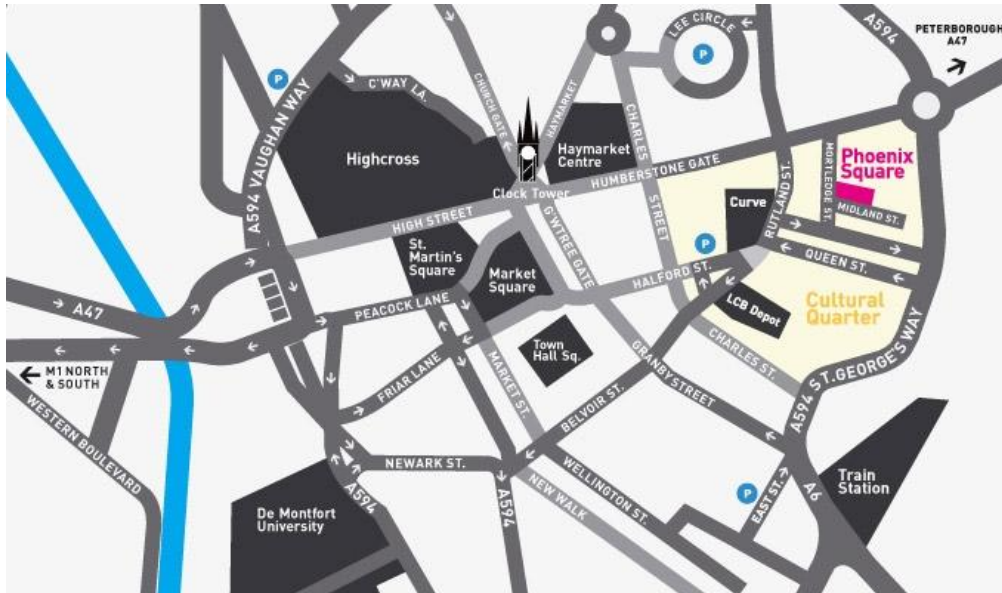 A594
PETERBOROUGH
A47
LEE CIRCLE
P
P
C'WAY LA.
CHURCH GATE
HAYMARKET
CHARLES
STREET
A594 VAUGHAN WAY
Highcross
Haymarket
Centre
HUMBERSTONE GATE
Clock Tower
MORTLEDGE ST.
Phoenix
Square
MIDLAND ST.
Curve
RUTLAND ST.
HIGH STREET
G'WTREE GATE
St.
Martin's
Square
Market
Square
P
HALFORD ST.
QUEEN ST.
LCB Depot
Cultural
Quarter
A47
PEACOCK LANE
Town
Hall Sq.
CHARLES ST.
A594 ST.GEORGE'S WAY
GRANBY STREET
M1 NORTH
& SOUTH
FRIAR LANE
MARKET ST.
BELVOIR ST.
WESTERN BOULEVARD
NEWARK ST.
A594
A594
WELLINGTON ST.
NEW WALK
P
EAST ST.
A6
Train
Station
De Montfort
University